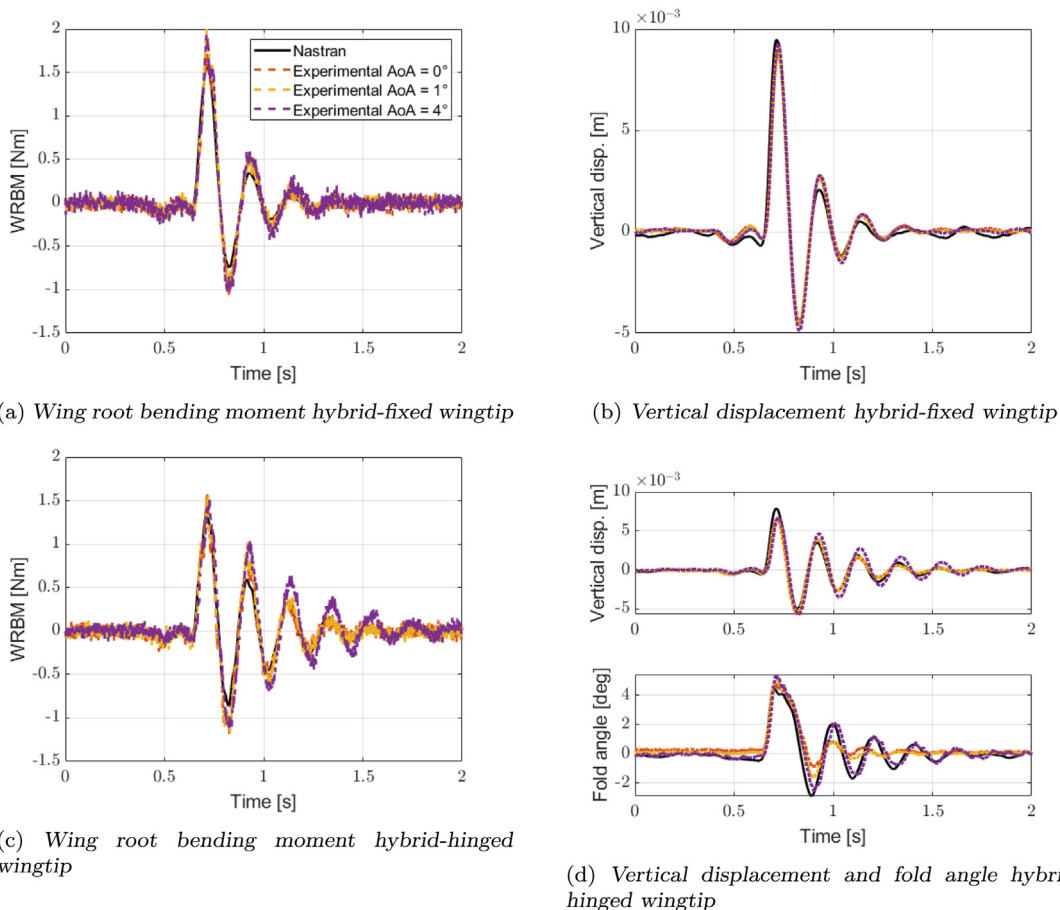 2
1.5
1
0.5
0
-0.5
-1
-1.5
WRBM [Nm]
Nastran
Experimental AoA = 0°
Experimental AoA = 1°
Experimental AoA = 4°
0 0.5 1 1.5 2
Time [s]
(a) Wing root bending moment hybrid-fixed wingtip
×10⁻³
10
5
0
-5
Vertical disp. [m]
0 0.5 1 1.5 2
Time [s]
(b) Vertical displacement hybrid-fixed wingtip
2
1.5
1
0.5
0
-0.5
-1
-1.5
WRBM [Nm]
0 0.5 1 1.5 2
Time [s]
(c) Wing root bending moment hybrid-hinged
wingtip
×10⁻³
10
5
0
-5
Vertical disp. [m]
0 0.5 1 1.5 2
4
2
0
-2
Fold angle [deg]
0 0.5 1 1.5 2
Time [s]
(d) Vertical displacement and fold angle hybri
hinged wingtip